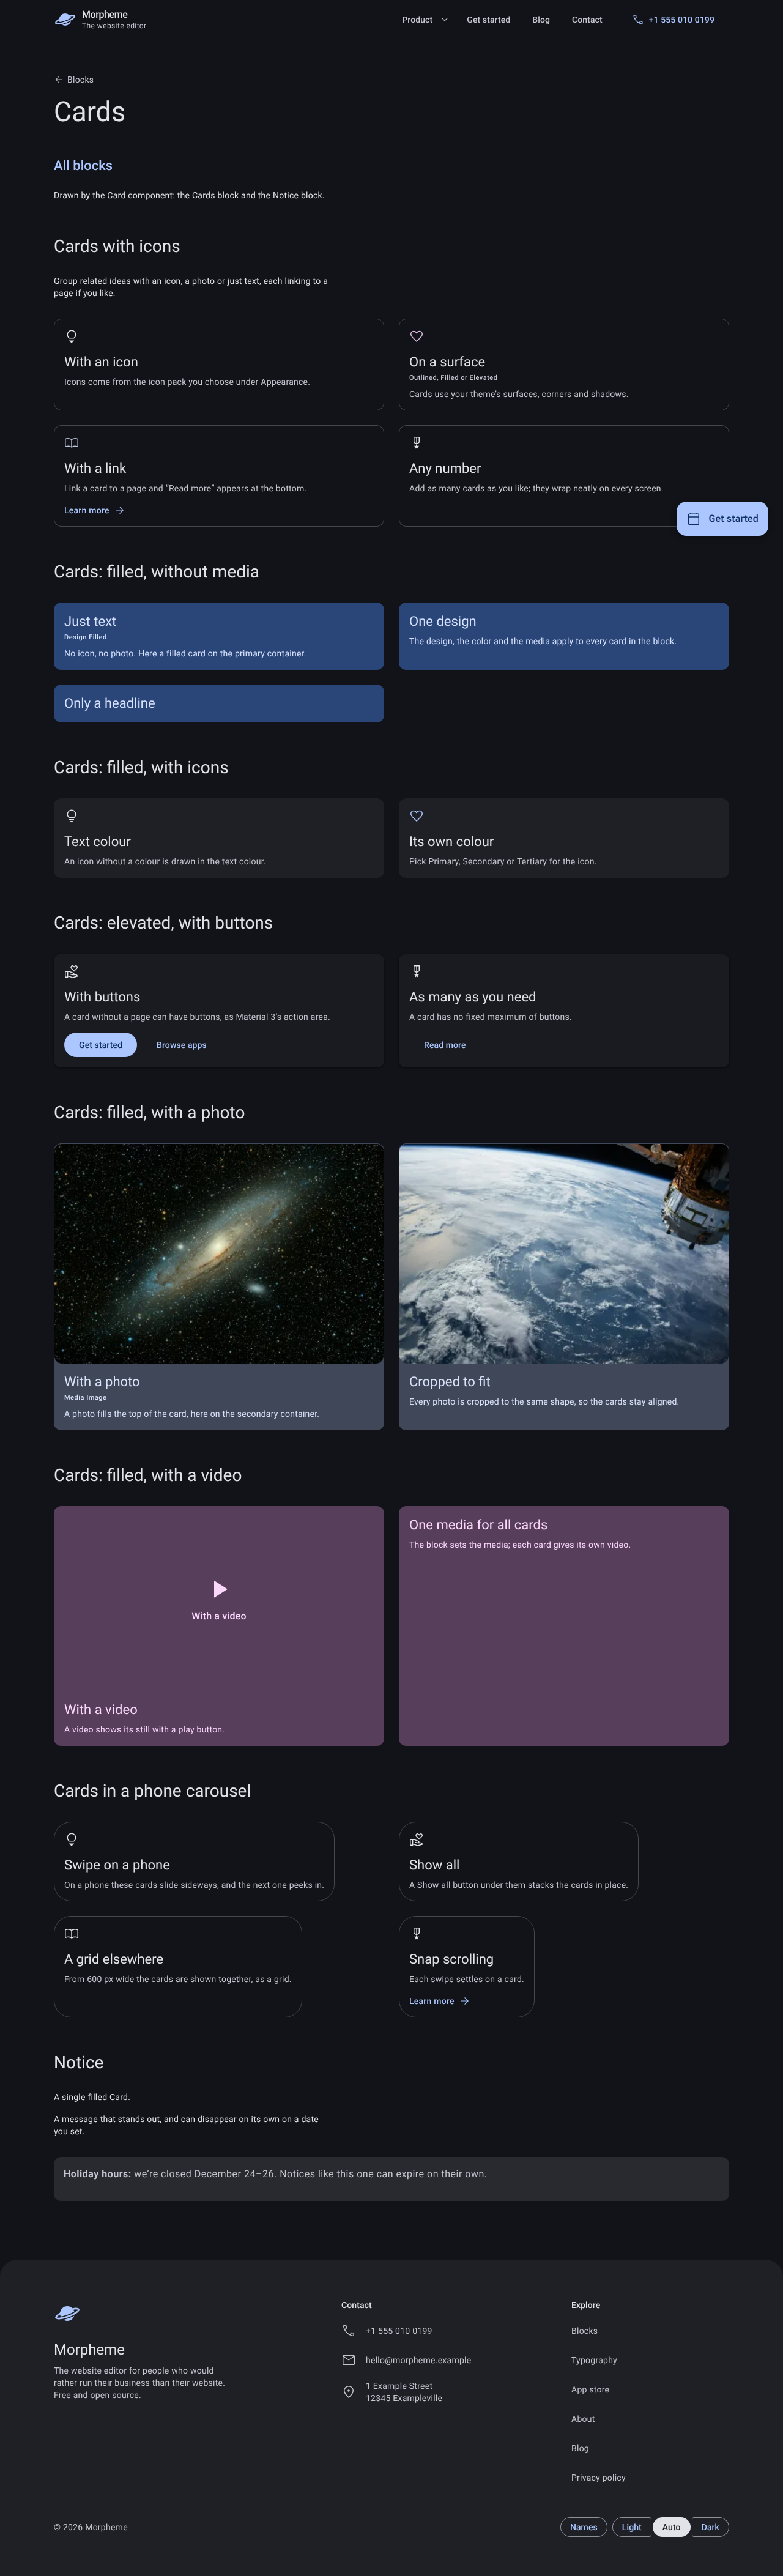 Morpheme
The website editor
Product
Get started
Blog
Contact
+1 555 010 0199
Blocks
Cards
All blocks
Drawn by the Card component: the Cards block and the Notice block.
Cards with icons
Group related ideas with an icon, a photo or just text, each linking to a
page if you like.
With an icon
Icons come from the icon pack you choose under Appearance.
On a surface
Outlined, Filled or Elevated
Cards use your theme's surfaces, corners and shadows.
With a link
Link a card to a page and “Read more” appears at the bottom.
Learn more
Any number
Add as many cards as you like; they wrap neatly on every screen.
Get started
Cards: filled, without media
Just text
Design Filled
No icon, no photo. Here a filled card on the primary container.
One design
The design, the color and the media apply to every card in the block.
Only a headline
Cards: filled, with icons
Text colour
An icon without a colour is drawn in the text colour.
Its own colour
Pick Primary, Secondary or Tertiary for the icon.
Cards: elevated, with buttons
With buttons
A card without a page can have buttons, as Material 3’s action area.
Get started
Browse apps
As many as you need
A card has no fixed maximum of buttons.
Read more
Cards: filled, with a photo
With a photo
Media Image
A photo fills the top of the card, here on the secondary container.
Cropped to fit
Every photo is cropped to the same shape, so the cards stay aligned.
Cards: filled, with a video
With a video
With a video
A video shows its still with a play button.
One media for all cards
The block sets the media; each card gives its own video.
Cards in a phone carousel
Swipe on a phone
On a phone these cards slide sideways, and the next one peeks in.
Show all
A Show all button under them stacks the cards in place.
A grid elsewhere
From 600 px wide the cards are shown together, as a grid.
Snap scrolling
Each swipe settles on a card.
Learn more
Notice
A single filled Card.
A message that stands out, and can disappear on its own on a date
you set.
Holiday hours: we’re closed December 24–26. Notices like this one can expire on their own.
Morpheme
The website editor for people who would
rather run their business than their website.
Free and open source.
Contact
+1 555 010 0199
hello@morpheme.example
1 Example Street
12345 Exampleville
Explore
Blocks
Typography
App store
About
Blog
Privacy policy
© 2026 Morpheme
Names
Light
Auto
Dark